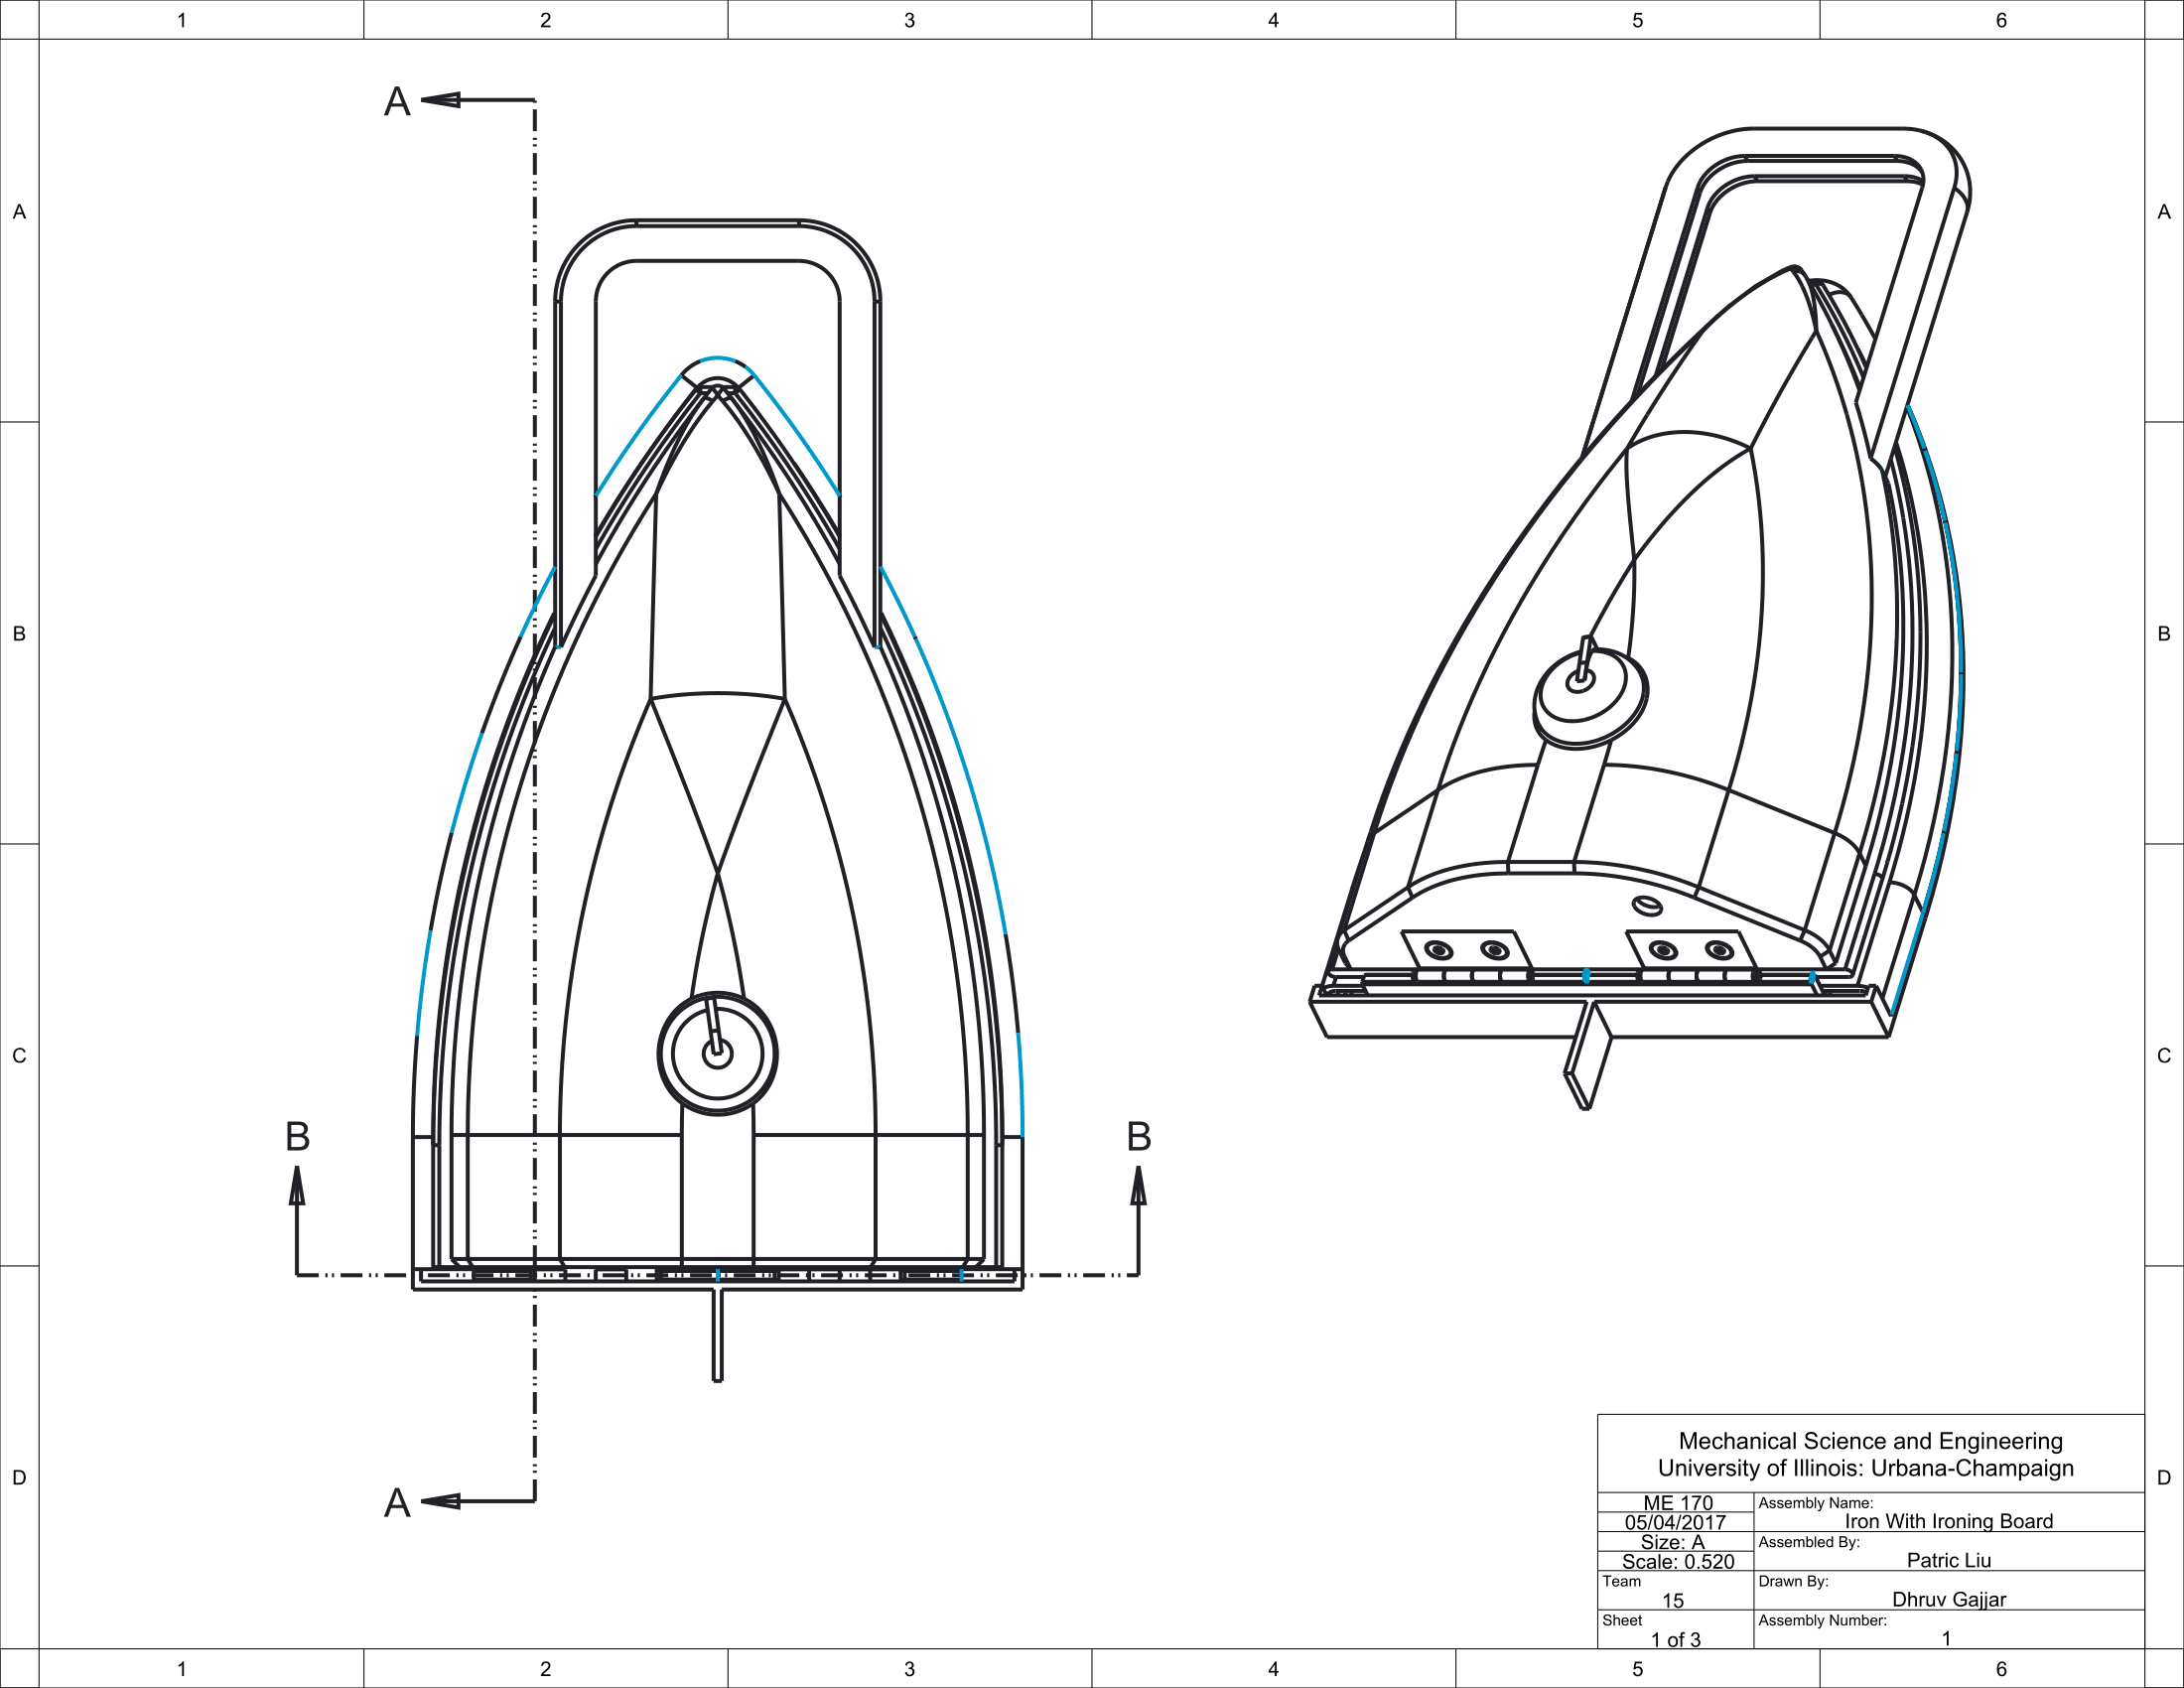 1 2 3 4 5 6
A
A
A
A
B
B
B
B
C
C
A
D
D
Mechanical Science and Engineering
University of Illinois: Urbana-Champaign
ME 170
05/04/2017
Size: A
Scale: 0.520
Team
15
Sheet
1 of 3
Assembly Name:
Iron With Ironing Board
Assembled By:
Patric Liu
Drawn By:
Dhruv Gajjar
Assembly Number:
1
1 2 3 4 5 6